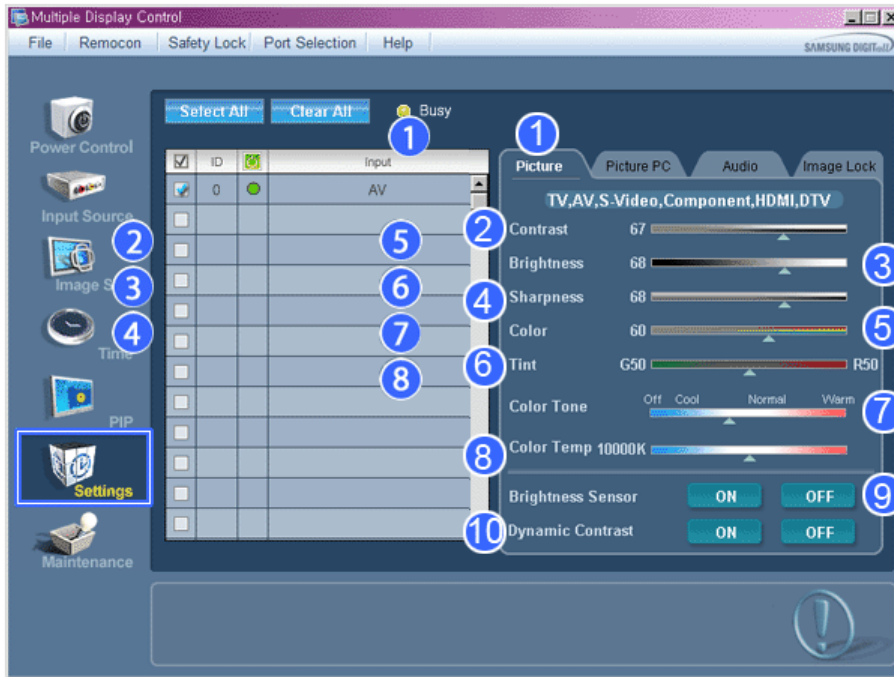 Multiple Display Control
File Remocon Safety Lock Port Selection Help
SAMSUNG DIGITall
Select All Clear All Busy
1 1
Power Control
ID Input
Picture Picture PC Audio Image Lock
0 AV
TV,AV,S-Video,Component,HDMI,DTV
Input Source
2 Contrast 67
2 5
Brightness 68 3
Image S
3 6
4 Sharpness 68
4 7
Color 60 5
Time
8 6 Tint G50 R50
Off Cool Normal Warm
Color Tone 7
PIP
8 Color Temp 10000K
Settings
Brightness Sensor ON OFF 9
10 Dynamic Contrast ON OFF
Maintenance